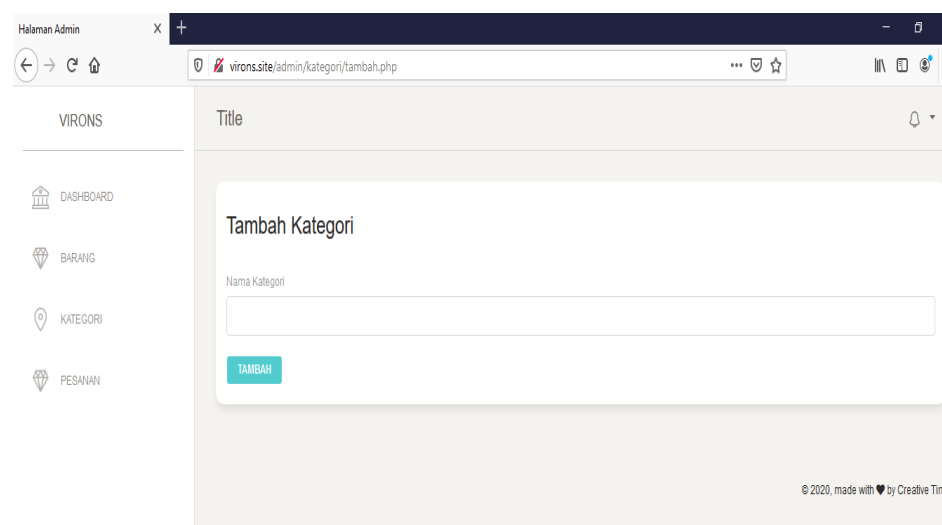 Halaman Admin
virons.site/admin/kategori/tambah.php
VIRONS
Title
DASHBOARD
BARANG
KATEGORI
PESANAN
Tambah Kategori
Nama Kategori
TAMBAH
© 2020, made with ♥ by Creative Tim